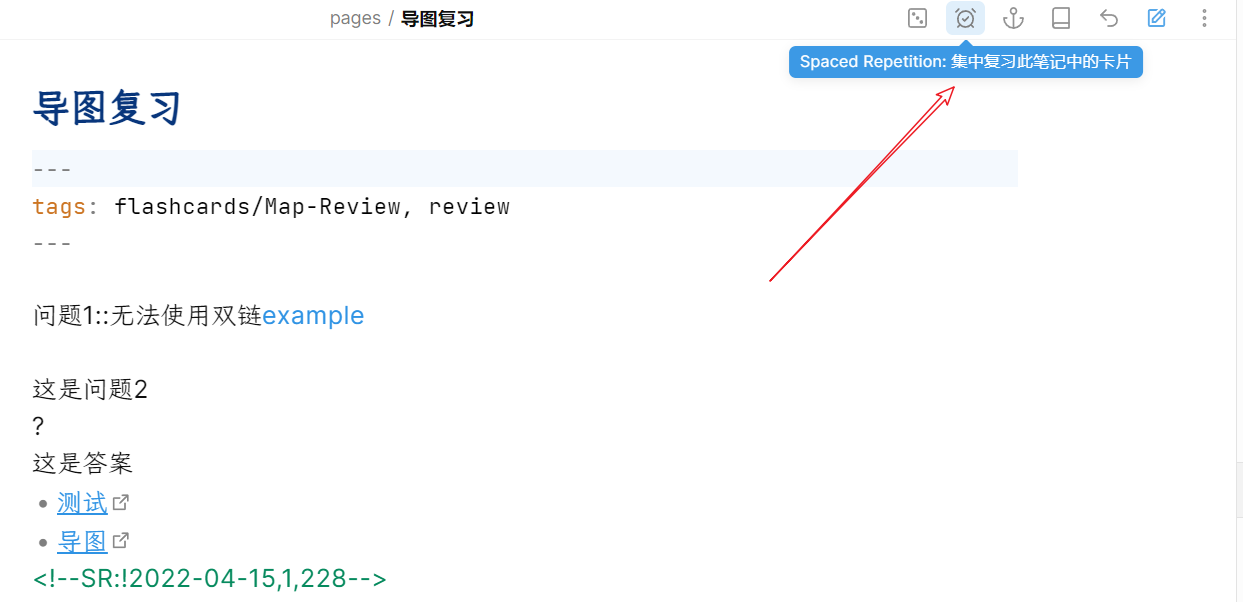 pages / 导图复习
Spaced Repetition: 集中复习此笔记中的卡片
导图复习
---
tags: flashcards/Map-Review, review
---
问题1::无法使用双链example
这是问题2
?
这是答案
测试
导图
<!--SR:!2022-04-15,1,228-->